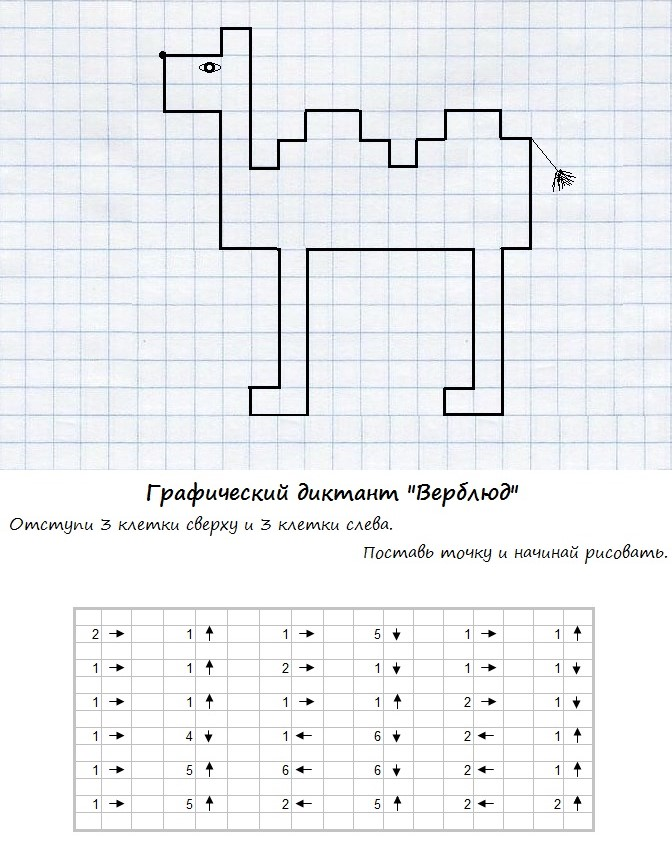 Графический диктант "Верблюд"
Отступи 3 клетки сверху и 3 клетки слева.
Поставь точку и начинай рисовать.
2 → 1 ↑ 1 → 5 ↓ 1 → 1 ↑
1 → 1 ↑ 2 → 1 ↓ 1 → 1 ↓
1 → 1 ↑ 1 → 1 ↑ 2 → 1 ↓
1 → 4 ↓ 1 ← 6 ↓ 2 ← 1 ↑
1 → 5 ↑ 6 ← 6 ↓ 2 ← 1 ↑
1 → 5 ↑ 2 ← 5 ↑ 2 ← 2 ↑